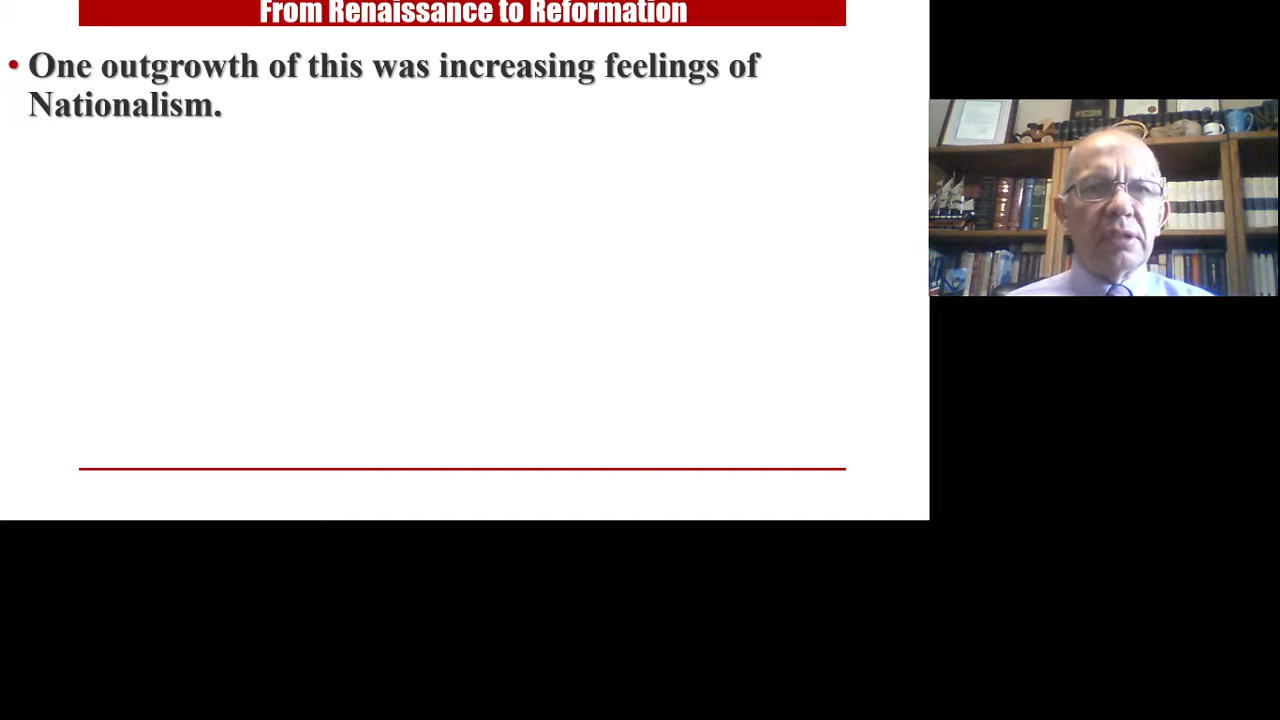 From Renaissance to Reformation
• One outgrowth of this was increasing feelings of
Nationalism.